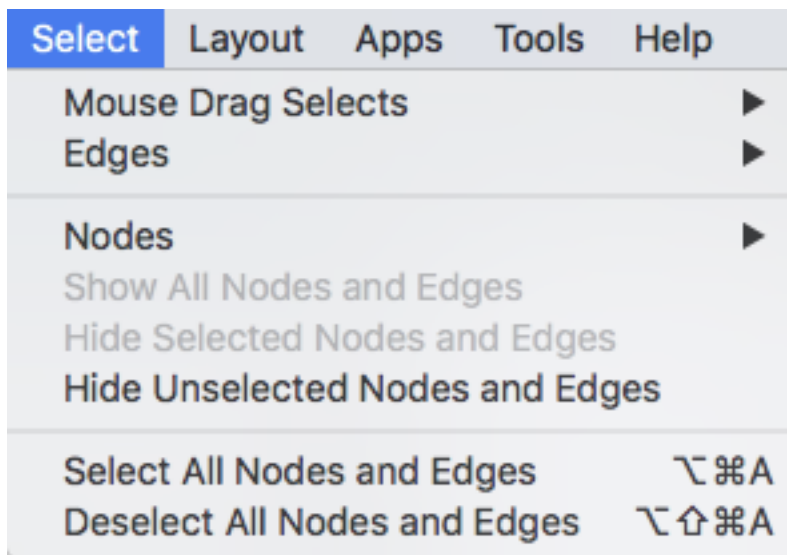 Select Layout Apps Tools Help
Mouse Drag Selects ▶
Edges ▶
Nodes ▶
Show All Nodes and Edges
Hide Selected Nodes and Edges
Hide Unselected Nodes and Edges
Select All Nodes and Edges ⌥⌘A
Deselect All Nodes and Edges ⌥⇧⌘A